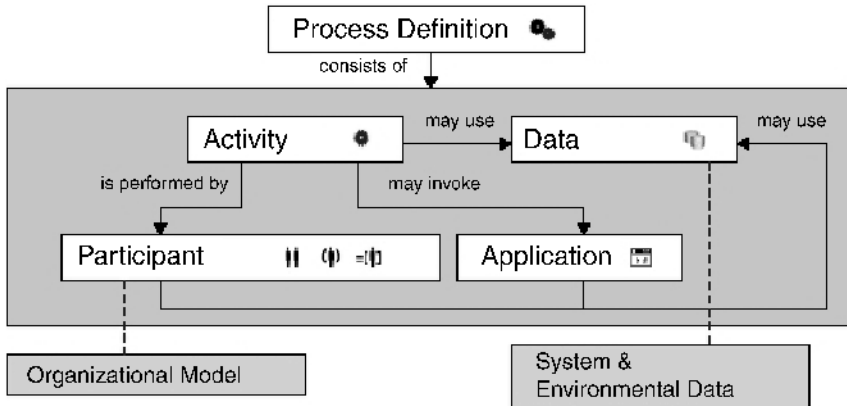 Process Definition
consists of
Activity
may use
Data
may use
is performed by
may invoke
Participant
Application
Organizational Model
System &
Environmental Data